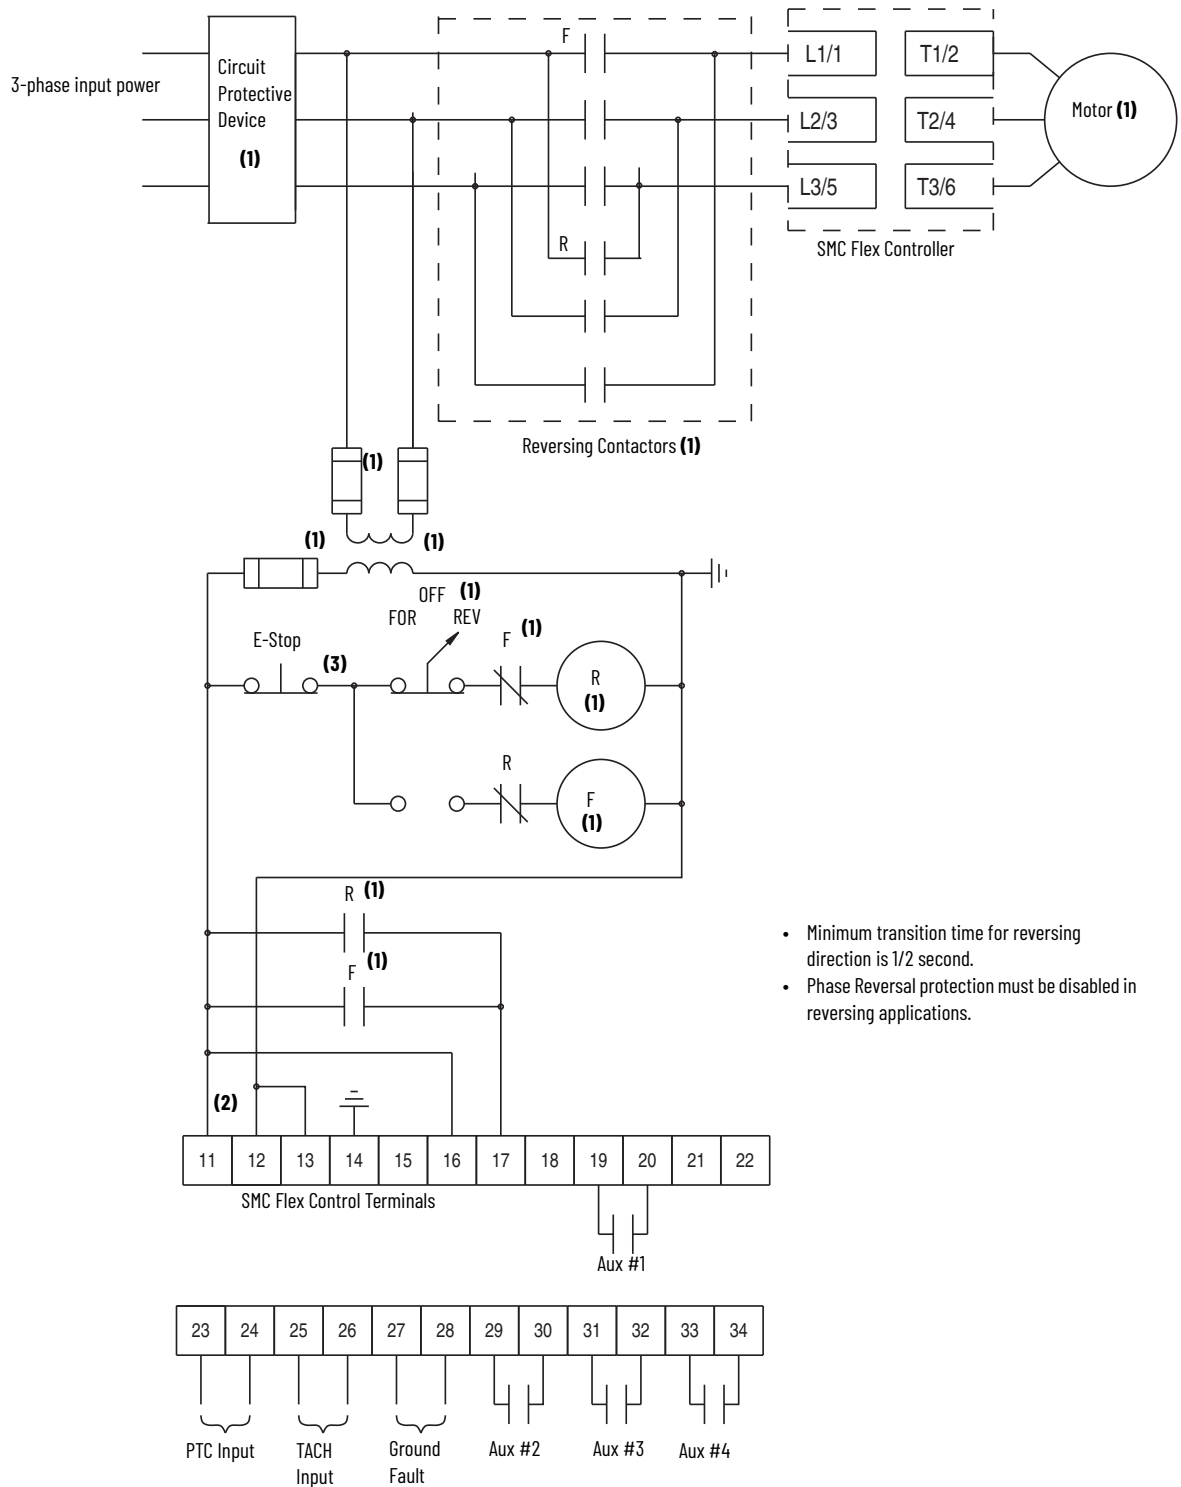 3-phase input power
Circuit
Protective
Device
(1)
F
R
Reversing Contactors (1)
L1/1
T1/2
L2/3
T2/4
L3/5
T3/6
SMC Flex Controller
Motor (1)
(1)
(1)
(1)
OFF (1)
FOR
REV
E-Stop
(3)
F
(1)
R
(1)
R
F
(1)
R (1)
F (1)
• Minimum transition time for reversing
direction is 1/2 second.
• Phase Reversal protection must be disabled in
reversing applications.
(2)
11 12 13 14 15 16 17 18 19 20 21 22
SMC Flex Control Terminals
Aux #1
23 24 25 26 27 28 29 30 31 32 33 34
PTC Input
TACH
Input
Ground
Fault
Aux #2
Aux #3
Aux #4